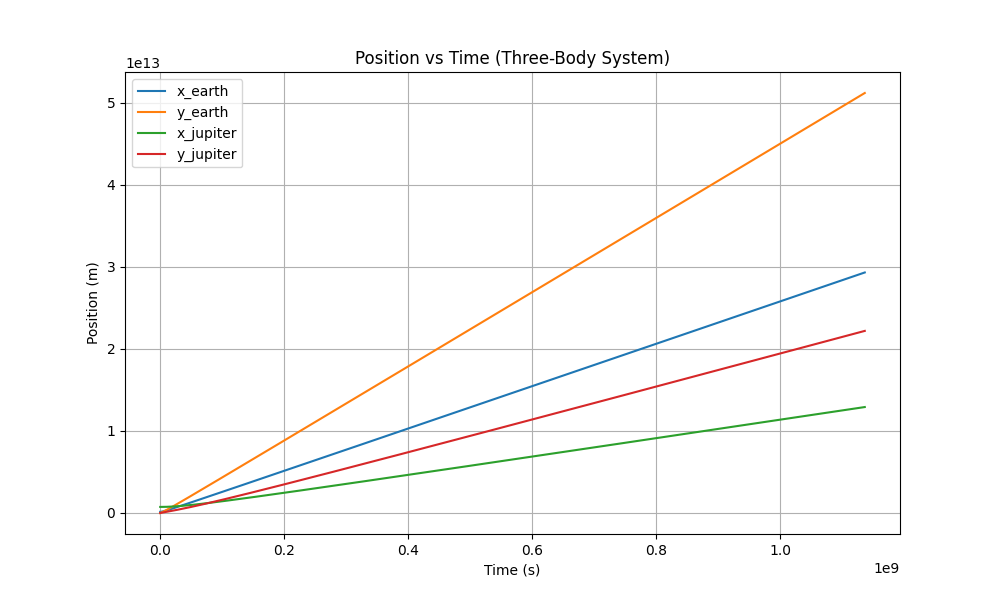 Position vs Time (Three-Body System)
1e13
x_earth
y_earth
x_jupiter
y_jupiter
5
4
3
2
1
0
Position (m)
0.0 0.2 0.4 0.6 0.8 1.0
1e9
Time (s)